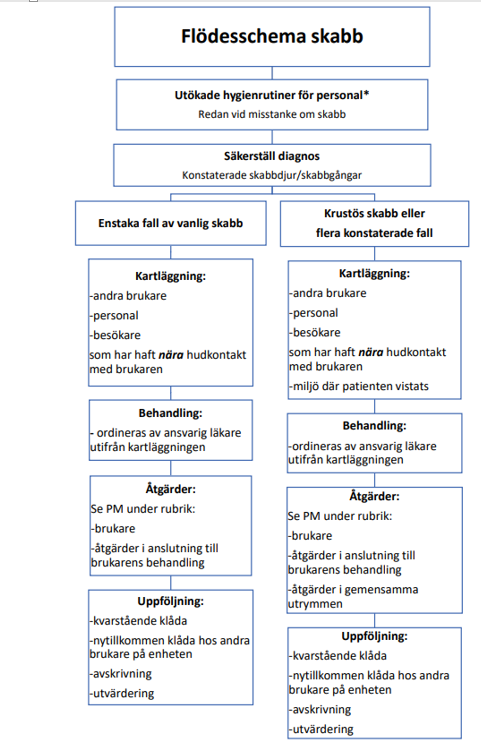 Flödesschema skabb
Utökade hygienrutiner för personal*
Redan vid misstanke om skabb
Säkerställ diagnos
Konstaterade skabbdjur/skabbgångar
Enstaka fall av vanlig skabb
Kartläggning:
-andra brukare
-personal
-besökare
som har haft nära hudkontakt
med brukaren
Behandling:
- ordineras av ansvarig läkare
utifrån kartläggningen
Åtgärder:
Se PM under rubrik:
-brukare
-åtgärder i anslutning till
brukarens behandling
Uppföljning:
-kvarstående klåda
-nytillkommen klåda hos andra
brukare på enheten
-avskrivning
-utvärdering
Krustös skabb eller
flera konstaterade fall
Kartläggning:
-andra brukare
-personal
-besökare
som har haft nära hudkontakt
med brukaren
-miljö där patienten vistats
Behandling:
-ordineras av ansvarig läkare
utifrån kartläggningen
Åtgärder:
Se PM under rubrik:
-brukare
-åtgärder i anslutning till
brukarens behandling
-åtgärder i gemensamma
utrymmen
Uppföljning:
-kvarstående klåda
-nytillkommen klåda hos andra
brukare på enheten
-avskrivning
-utvärdering